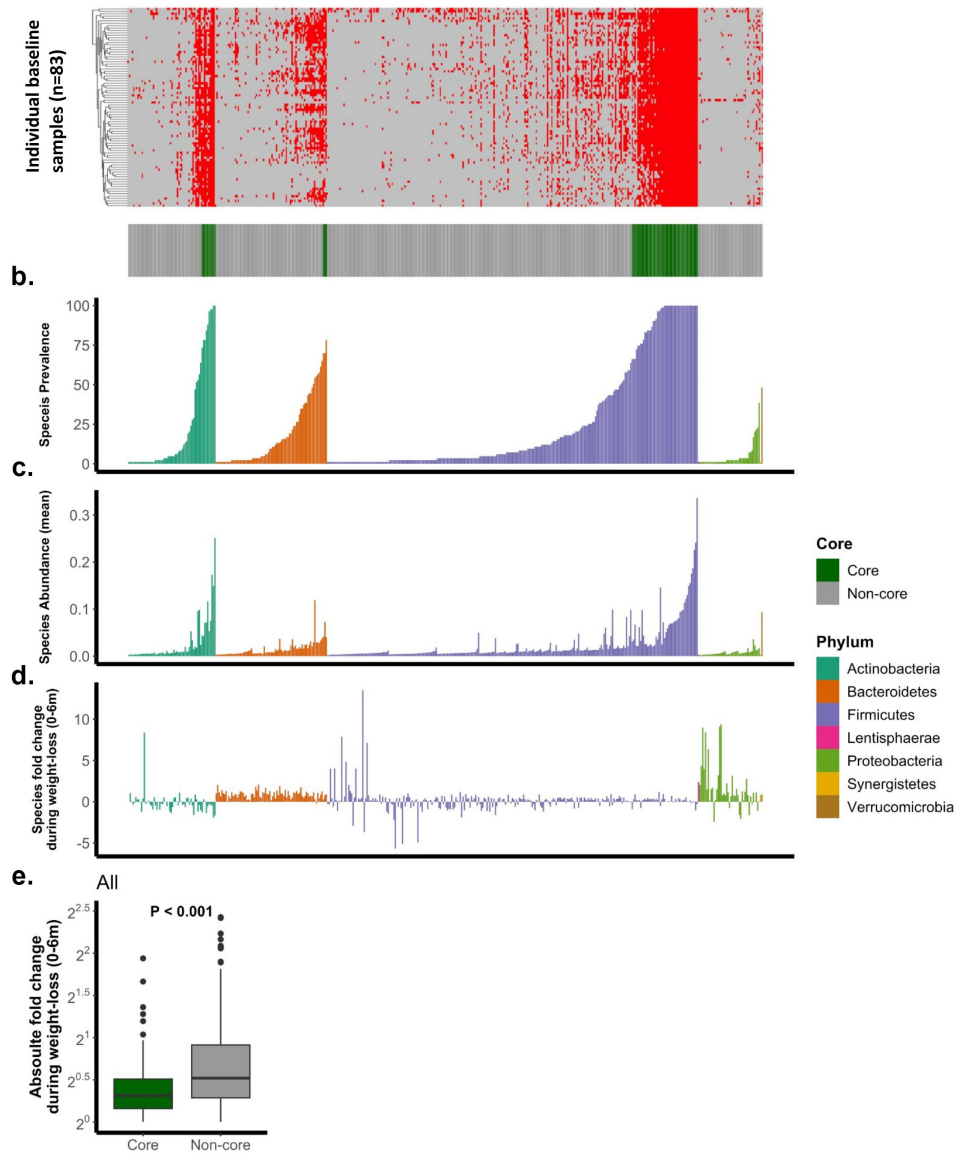 Individual baseline
samples (n=83)
b.
Speceis Prevalence
100
75
50
25
0
c.
Species Abundance (mean)
0.3
0.2
0.1
0.0
Core
Core
Non-core
Phylum
Actinobacteria
Bacteroidetes
Firmicutes
Lentisphaerae
Proteobacteria
Synergistetes
Verrucomicrobia
d.
Species fold change
during weight-loss (0-6m)
10
5
0
-5
e.
All
P < 0.001
Absoulte fold change
during weight-loss (0-6m)
2^2.5
2^2
2^1.5
2^1
2^0.5
2^0
Core
Non-core